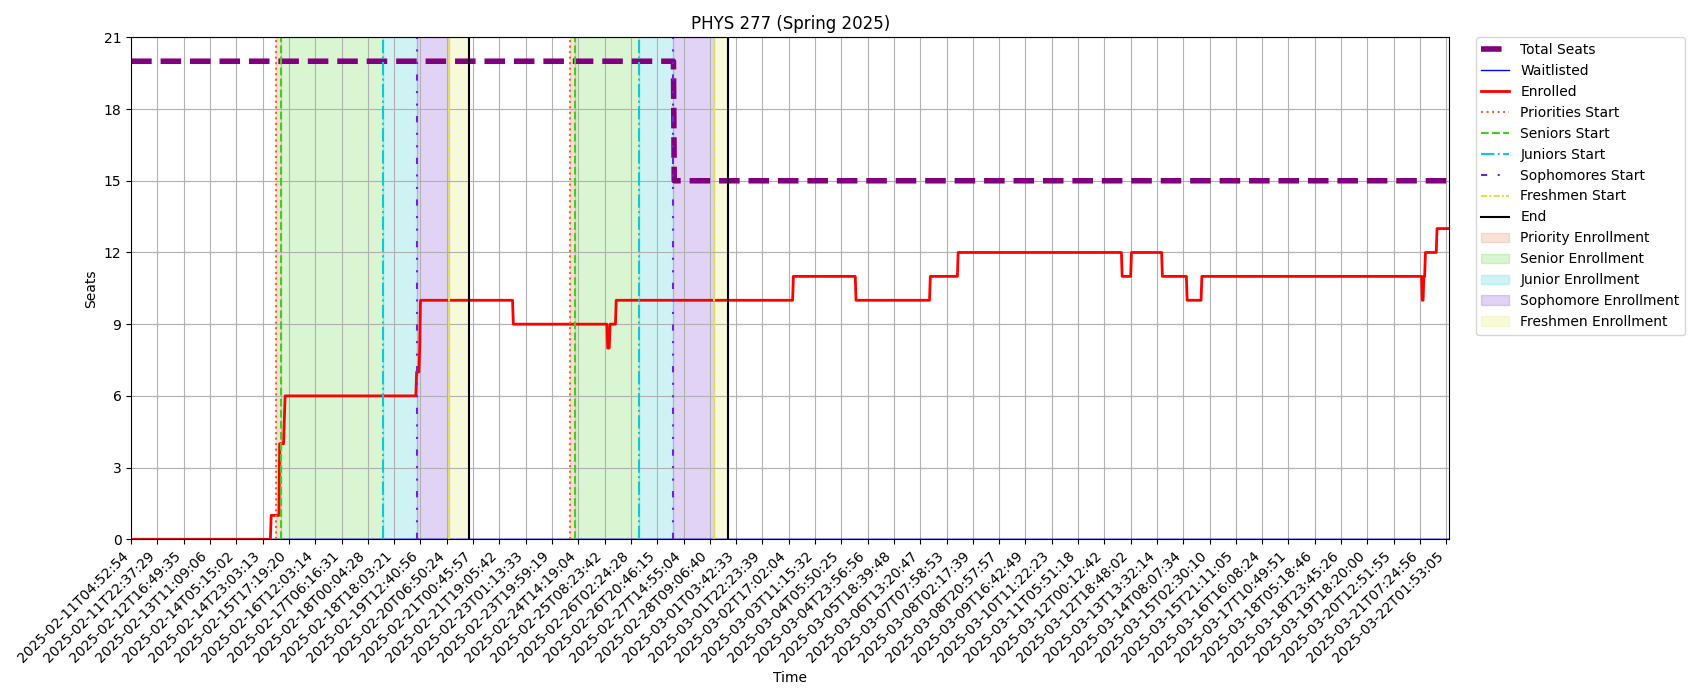 PHYS 277 (Spring 2025)
21
18
15
12
9
6
3
0
Seats
2025-02-11T04:52:54
2025-02-11T22:37:29
2025-02-12T16:49:35
2025-02-13T11:09:06
2025-02-14T05:15:02
2025-02-14T23:03:13
2025-02-15T17:19:20
2025-02-16T12:03:14
2025-02-17T06:16:31
2025-02-18T00:04:28
2025-02-18T18:03:21
2025-02-19T12:40:56
2025-02-20T06:50:24
2025-02-21T00:45:57
2025-02-21T19:05:42
2025-02-23T01:13:33
2025-02-23T19:59:19
2025-02-24T14:19:04
2025-02-25T08:23:42
2025-02-26T02:24:28
2025-02-26T20:46:15
2025-02-27T14:55:04
2025-02-28T09:06:40
2025-03-01T03:42:33
2025-03-01T22:23:39
2025-03-02T17:02:04
2025-03-03T11:15:32
2025-03-04T05:50:25
2025-03-04T23:56:56
2025-03-05T18:39:48
2025-03-06T13:20:47
2025-03-07T07:58:53
2025-03-08T02:17:39
2025-03-08T20:57:57
2025-03-09T16:42:49
2025-03-10T11:22:23
2025-03-11T05:51:18
2025-03-12T00:12:42
2025-03-12T18:48:02
2025-03-13T13:32:14
2025-03-14T08:07:34
2025-03-15T02:30:10
2025-03-15T21:11:05
2025-03-16T16:08:24
2025-03-17T10:49:51
2025-03-18T05:18:46
2025-03-18T23:45:26
2025-03-19T18:20:00
2025-03-20T12:51:55
2025-03-21T07:24:56
2025-03-22T01:53:05
Time
Total Seats
Waitlisted
Enrolled
Priorities Start
Seniors Start
Juniors Start
Sophomores Start
Freshmen Start
End
Priority Enrollment
Senior Enrollment
Junior Enrollment
Sophomore Enrollment
Freshmen Enrollment